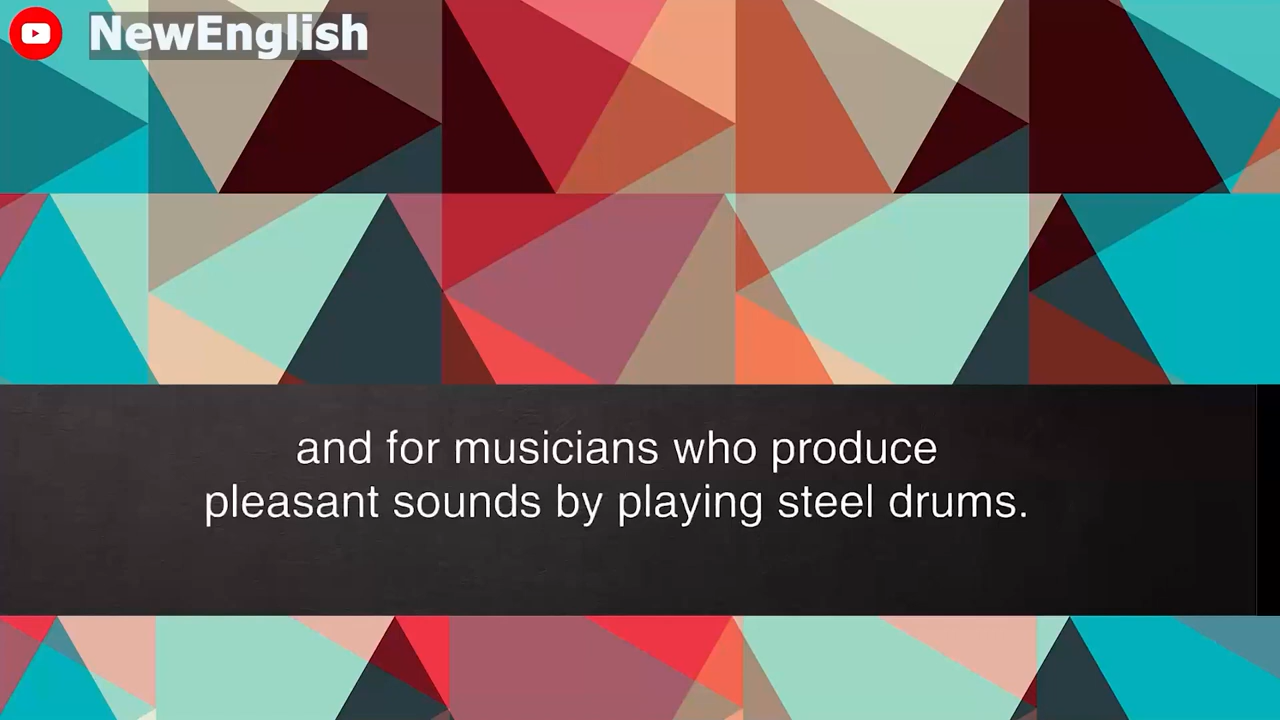 NewEnglish
and for musicians who produce
pleasant sounds by playing steel drums.